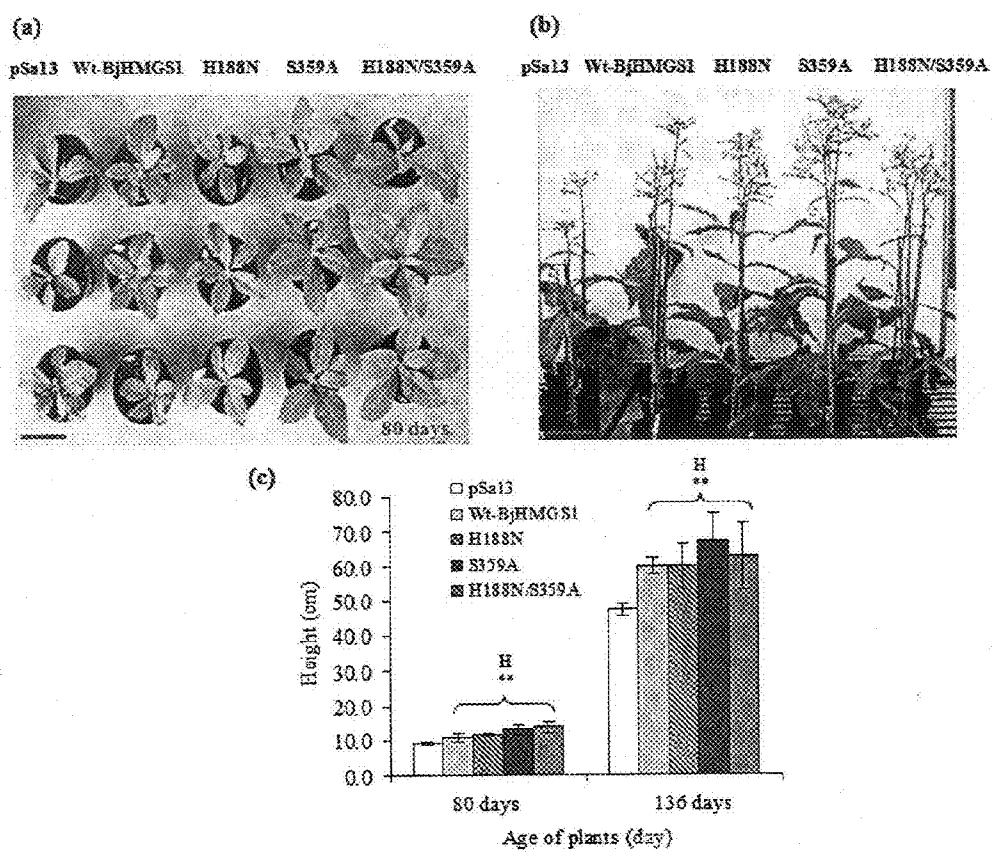 (a)
pSa13 Wt-BjHMGS1 H188N S359A H188N/S359A
80 days
(b)
pSa13 Wt-BjHMGS1 H188N S359A H188N/S359A
(c)
pSa13
Wt-BjHMGS1
H188N
S359A
H188N/S359A
Height (cm)
80.0
70.0
60.0
50.0
40.0
30.0
20.0
10.0
0.0
H
**
H
**
80 days
136 days
Age of plants (day)